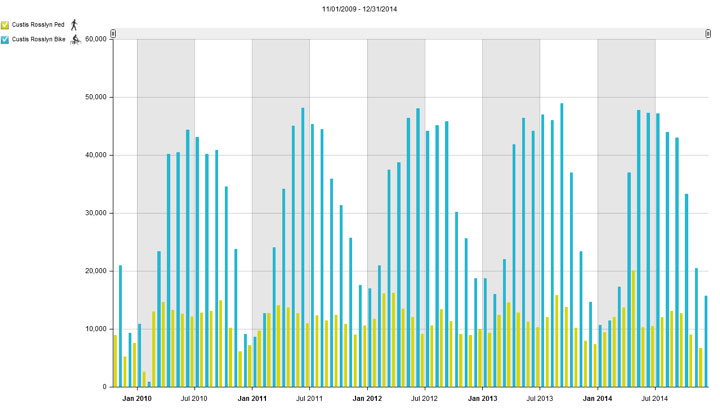 11/01/2009 - 12/31/2014
Custis Rosslyn Ped
Custis Rosslyn Bike
60,000
50,000
40,000
30,000
20,000
10,000
0
Jan 2010 Jul 2010 Jan 2011 Jul 2011 Jan 2012 Jul 2012 Jan 2013 Jul 2013 Jan 2014 Jul 2014